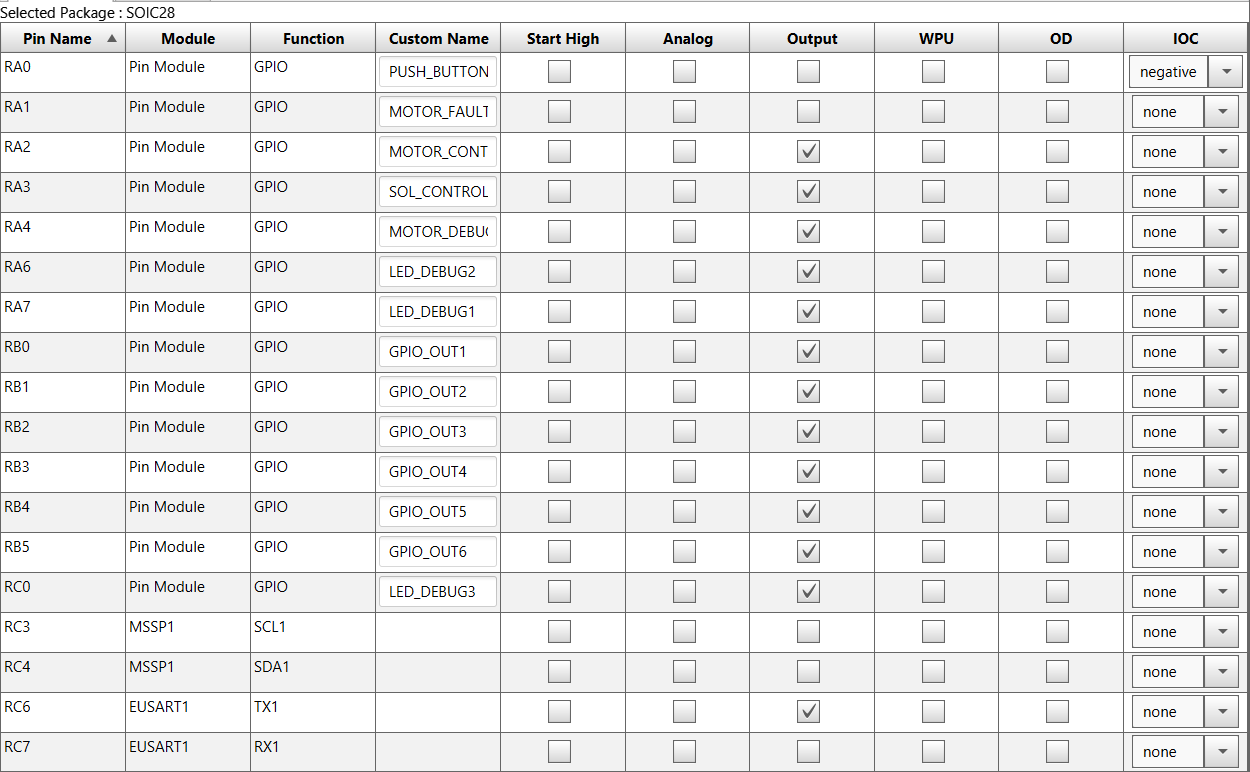 Selected Package : SOIC28
Pin Name Module Function Custom Name Start High Analog Output WPU OD IOC
RA0 Pin Module GPIO PUSH_BUTTON negative
RA1 Pin Module GPIO MOTOR_FAULT none
RA2 Pin Module GPIO MOTOR_CONT none
RA3 Pin Module GPIO SOL_CONTROL none
RA4 Pin Module GPIO MOTOR_DEBU none
RA6 Pin Module GPIO LED_DEBUG2 none
RA7 Pin Module GPIO LED_DEBUG1 none
RB0 Pin Module GPIO GPIO_OUT1 none
RB1 Pin Module GPIO GPIO_OUT2 none
RB2 Pin Module GPIO GPIO_OUT3 none
RB3 Pin Module GPIO GPIO_OUT4 none
RB4 Pin Module GPIO GPIO_OUT5 none
RB5 Pin Module GPIO GPIO_OUT6 none
RC0 Pin Module GPIO LED_DEBUG3 none
RC3 MSSP1 SCL1 none
RC4 MSSP1 SDA1 none
RC6 EUSART1 TX1 none
RC7 EUSART1 RX1 none